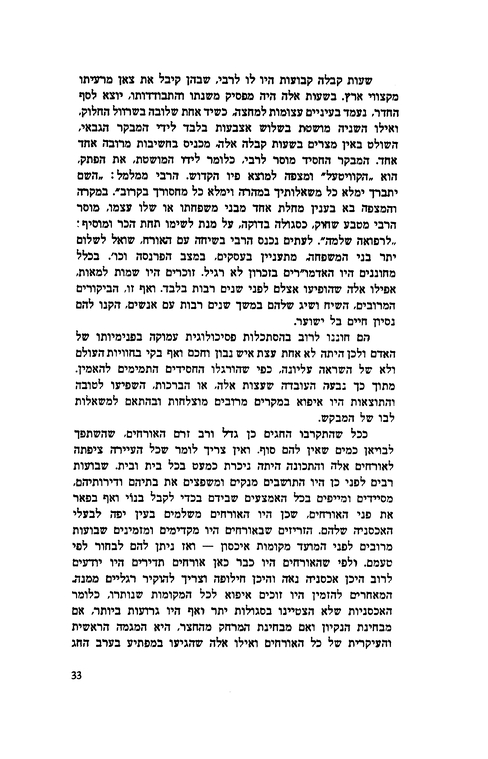 שעות קבלה קבועות היו לו לרבי, שבהן קיבל את צאן מרעיתו
מקצווי ארץ. בשעות אלה היה מפסיק משנתו והתבודדותו, יוצא לסף
החדר, נעמד בעיניים עצומות למחצה, כשיד אחת שלובה בשרוול החלוק,
ואילו השניה מושטת בשלוש אצבעות בלבד לידי המבקר הגבאי,
השולט באין מצרים בשעות קבלה אלה, מכניס בחשיבות מרובה אחד
אחד. המבקר החסיד מוסר לרבי, כלומר לידו המושטת, את הפתק,
הוא „הקוויטעל” ומצפה למוצא פיו הקדוש. הרבי ממלמל: „השם
יתברך ימלא כל משאלותיך במהרה וימלא כל מחסורך בקרוב”. במקרה
והמצפה בא בענין מחלת אחד מבני משפחתו או שלו עצמו, מוסר
הרבי מטבע שחוק, כסגולה בדוקה, על מנת לשימו תחת הכר ומוסיף:
„לרפואה שלמה”. לעתים נכנס הרבי בשיחה עם האורח, שואל לשלום
יתר בני המשפחה, מתעניין בעסקים, במצב הפרנסה וכו'. בכלל
מחוננים היו האדמו״רים בזכרון לא רגיל. זוכרים היו שמות למאות,
אפילו אלה שהופיעו אצלם לפני שנים רבות בלבד. ואף זו, הביקורים
המרובים, השיח ושיג שלהם במשך שנים רבות עם אנשים, הקנו להם
נסיון חיים בל ישוער.
הם חוננו לרוב בהסתכלות פסיכולוגית עמוקה בפנימיותו של
האדם ולכן היתה לא אחת עצת איש נבון וחכם ואף בקי בחוויות העולם
ולא של השראה עליונה, כפי שהורגלו החסידים התמימים להאמין.
מתוך כך נבעה העובדה שעצות אלה, או הברכות, השפיעו לטובה
והתוצאות היו איפוא במקרים מרובים מוצלחות ובהתאם למשאלות
לבו של המבקש.
ככל שהתקרבו החגים כן גדל ורב זרם האורחים, שהשתפך
לבויאן כמים שאין להם סוף. ואין צריך לומר שכל העיירה ציפתה
לאורחים אלה והתכונה היתה ניכרת כמעט בכל בית ובית. שבועות
רבים לפני כן היו התושבים מנקים ומשפצים את בתיהם ודירותיהם,
מסיידים ומייפים בכל האמצעים שבידם בכדי לקבל בנוי ואף בפאר
את פני האורחים, שכן היו האורחים משלמים בעין יפה לבעלי
האכסניה שלהם. הזריזים שבאורחים היו מקדימים ומזמינים שבועות
מרובים לפני המועד מקומות איכסון — ואז ניתן להם לבחור לפי
טעמם. ולפי שהאורחים היו כבר כאן אורחים תדירים היו יודעים
לרוב היכן אכסניה נאה והיכן חילופה וצריך להוקיר רגליים ממנה.
המאחרים להזמין היו זוכים איפוא לכל המקומות שנותרו, כלומר
האכסניות שלא הצטיינו בסגולות יתר ואף היו גרועות ביותר, אם
מבחינת הנקיון ואם מבחינת המרחק מהחצר, היא המגמה הראשית
והעיקרית של כל האורחים ואילו אלה שהגיעו במפתיע בערב החג
33